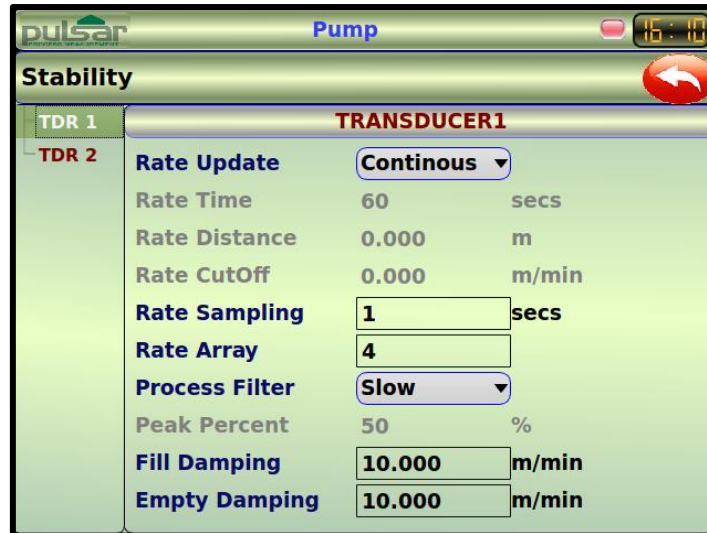 pulsar Pump 16:10
Stability
TDR 1 TRANSDUCER1
TDR 2 Rate Update Continous
Rate Time 60 secs
Rate Distance 0.000 m
Rate CutOff 0.000 m/min
Rate Sampling 1 secs
Rate Array 4
Process Filter Slow
Peak Percent 50 %
Fill Damping 10.000 m/min
Empty Damping 10.000 m/min